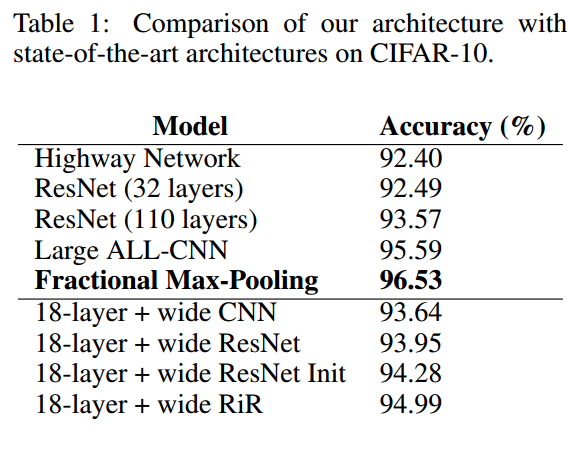 Table 1: Comparison of our architecture with
state-of-the-art architectures on CIFAR-10.
Model Accuracy (%)
Highway Network 92.40
ResNet (32 layers) 92.49
ResNet (110 layers) 93.57
Large ALL-CNN 95.59
Fractional Max-Pooling 96.53
18-layer + wide CNN 93.64
18-layer + wide ResNet 93.95
18-layer + wide ResNet Init 94.28
18-layer + wide RiR 94.99